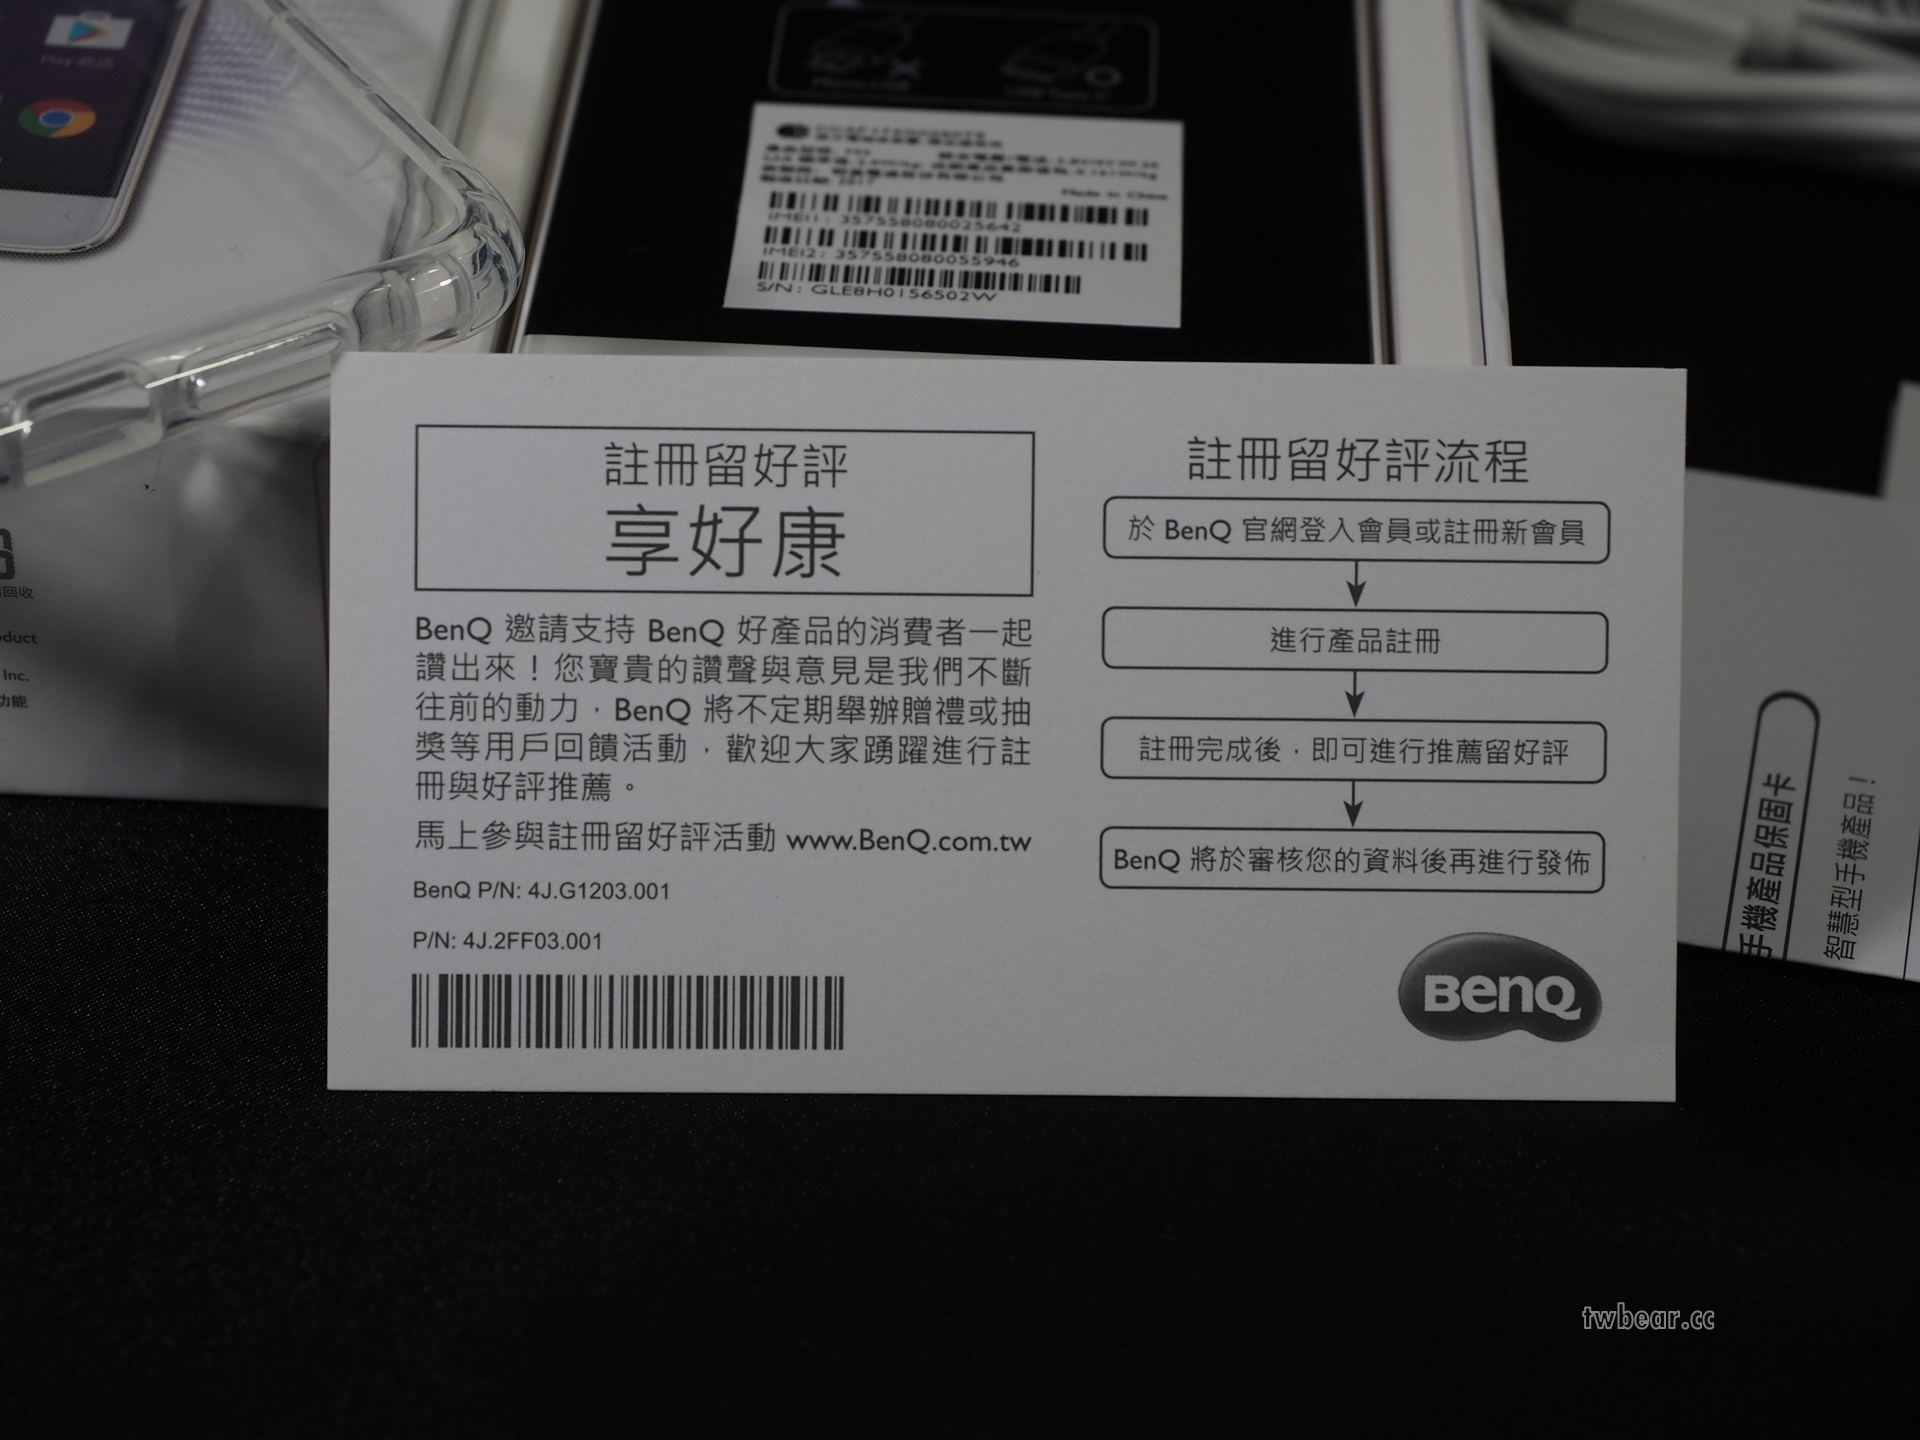 Play 商店
Made in China
IMEI1: 357558080025642
IMEI2: 357558080055946
S/N: GLE8H0156502W
註冊留好評
享好康
BenQ 邀請支持 BenQ 好產品的消費者一起
讚出來！您寶貴的讚聲與意見是我們不斷
往前的動力，BenQ 將不定期舉辦贈禮或抽
獎等用戶回饋活動，歡迎大家踴躍進行註
冊與好評推薦。
馬上參與註冊留好評活動 www.BenQ.com.tw
BenQ P/N: 4J.G1203.001
P/N: 4J.2FF03.001
註冊留好評流程
於 BenQ 官網登入會員或註冊新會員
進行產品註冊
註冊完成後，即可進行推薦留好評
BenQ 將於審核您的資料後再進行發佈
BenQ
回收
duct
Inc.
功能
手機產品保固卡
智慧型手機產品！
twbear.cc